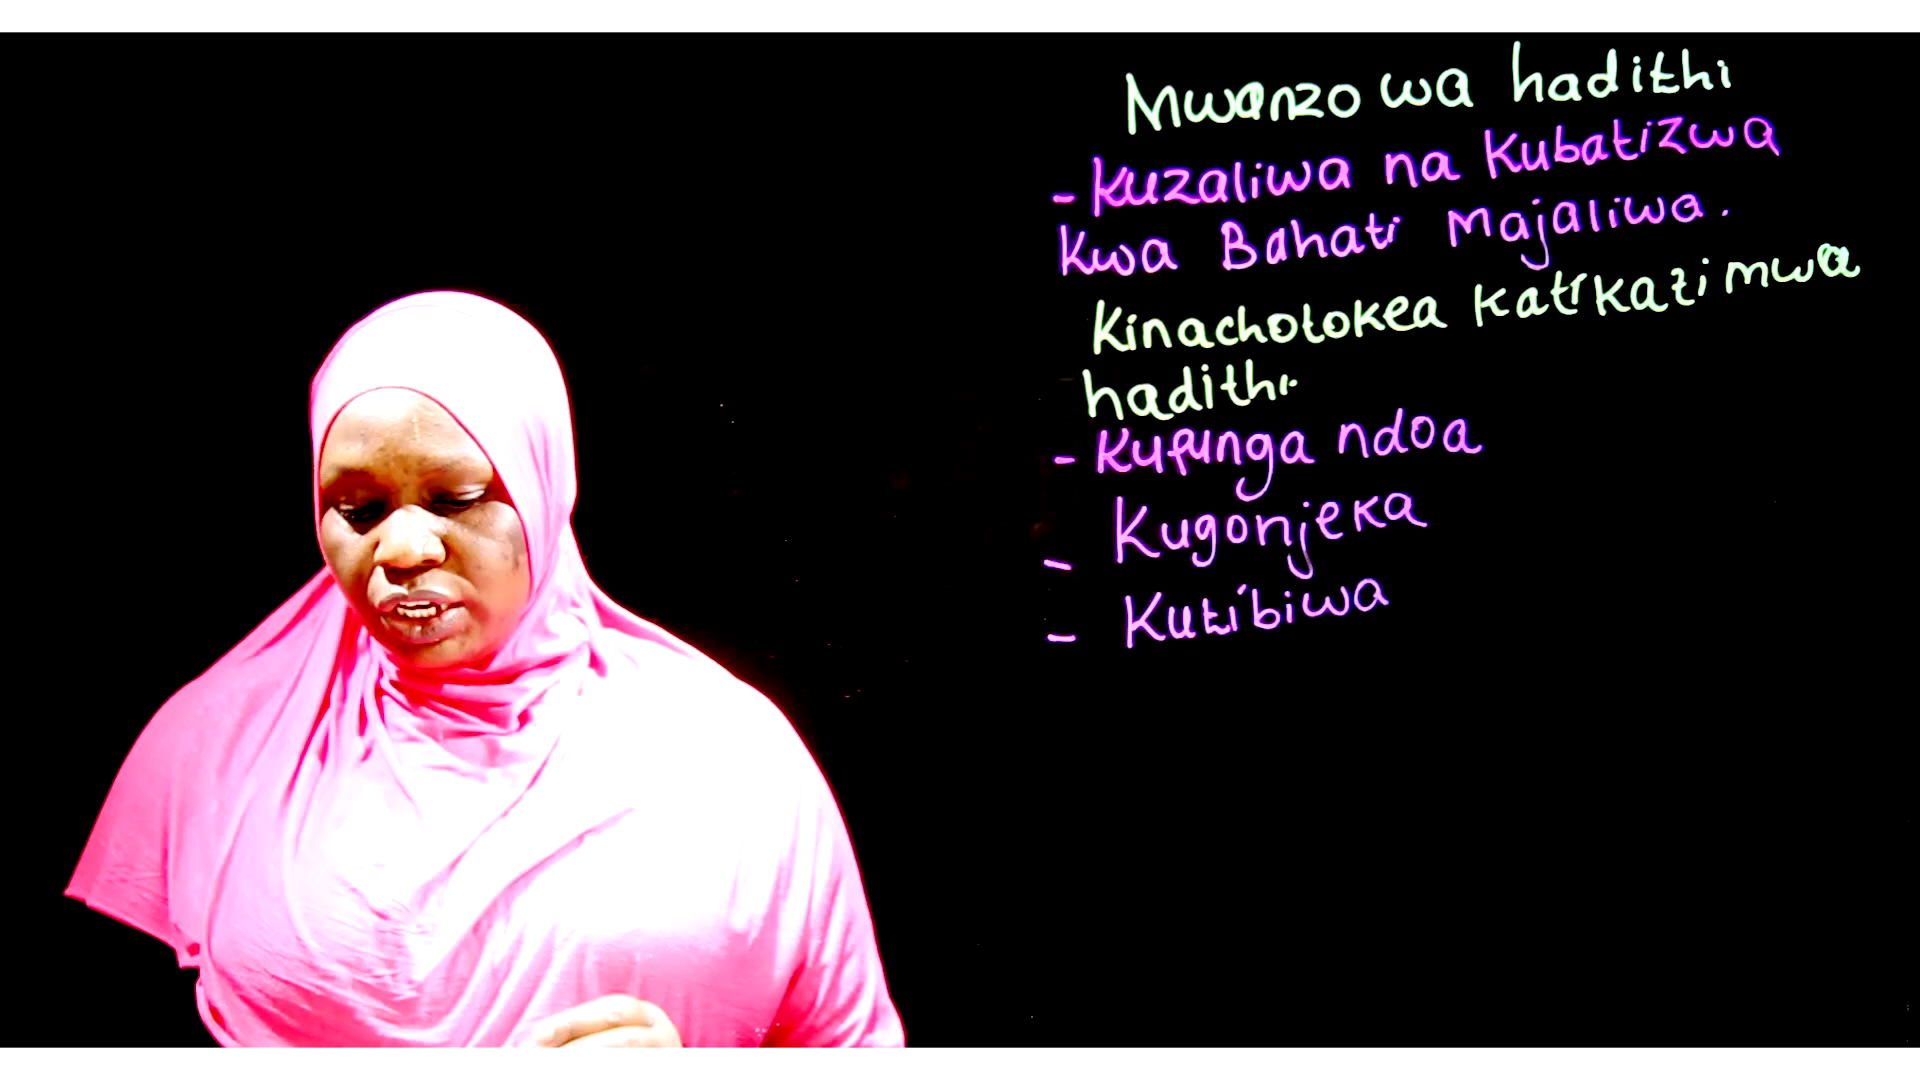 Mwanzo wa hadithi
- Kuzaliwa na Kubatizwa
Kwa Bahati Majaliwa.
Kinachotokea katikati mwa
hadithi
- Kufunga ndoa
- Kugonjeka
- Kutibiwa